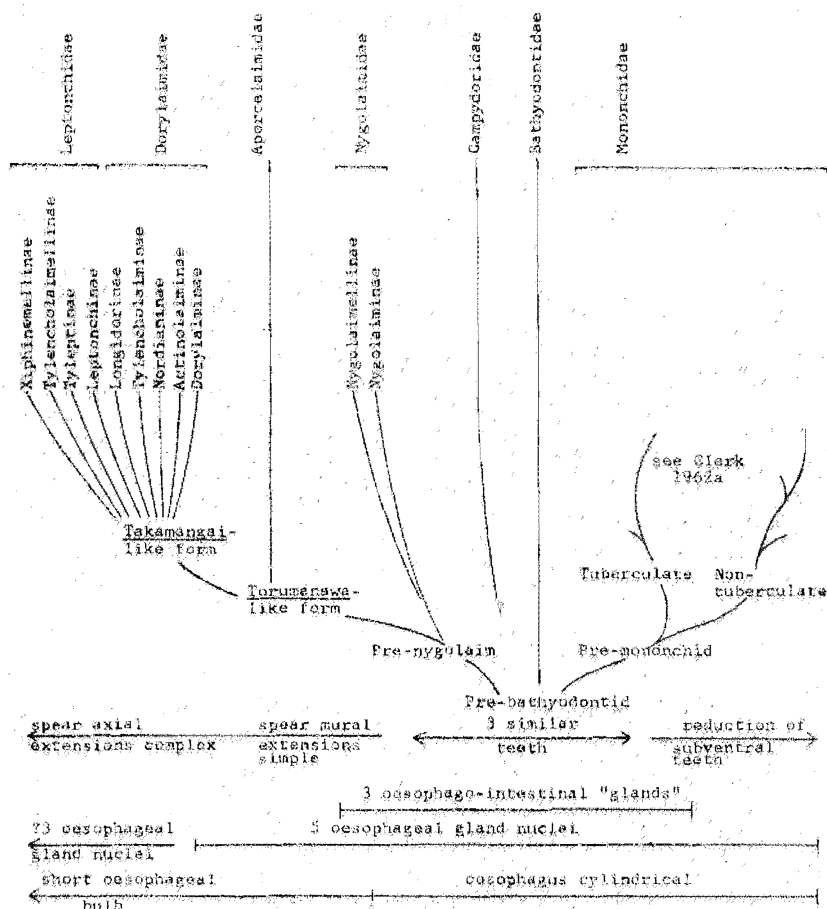 Leptonchidae
Dorylaimidae
Aporcelaimidae
Nygolaimidae
Campydoridae
Bathyodontidae
Mononchidae
Xiphinemellinae
Tylencholaimellinae
Tyleptinae
Leptonchinae
Longidorinae
Tylencholaiminae
Nordianinae
Actinolaiminae
Dorylaiminae
Nygolaimellinae
Nygolaiminae
see Clark
1962a
Takamangai-
like form
Tuberculate
Non-
tuberculate
Torumanawa-
like form
Pre-nygolaim
Pre-mononchid
Pre-bathyodontid
spear axial
extensions complex
spear mural
extensions
simple
3 similar
teeth
reduction of
subventral
teeth
3 oesophago-intestinal "glands"
?3 oesophageal
gland nuclei
5 oesophageal gland nuclei
short oesophageal
bulb
oesophagus cylindrical